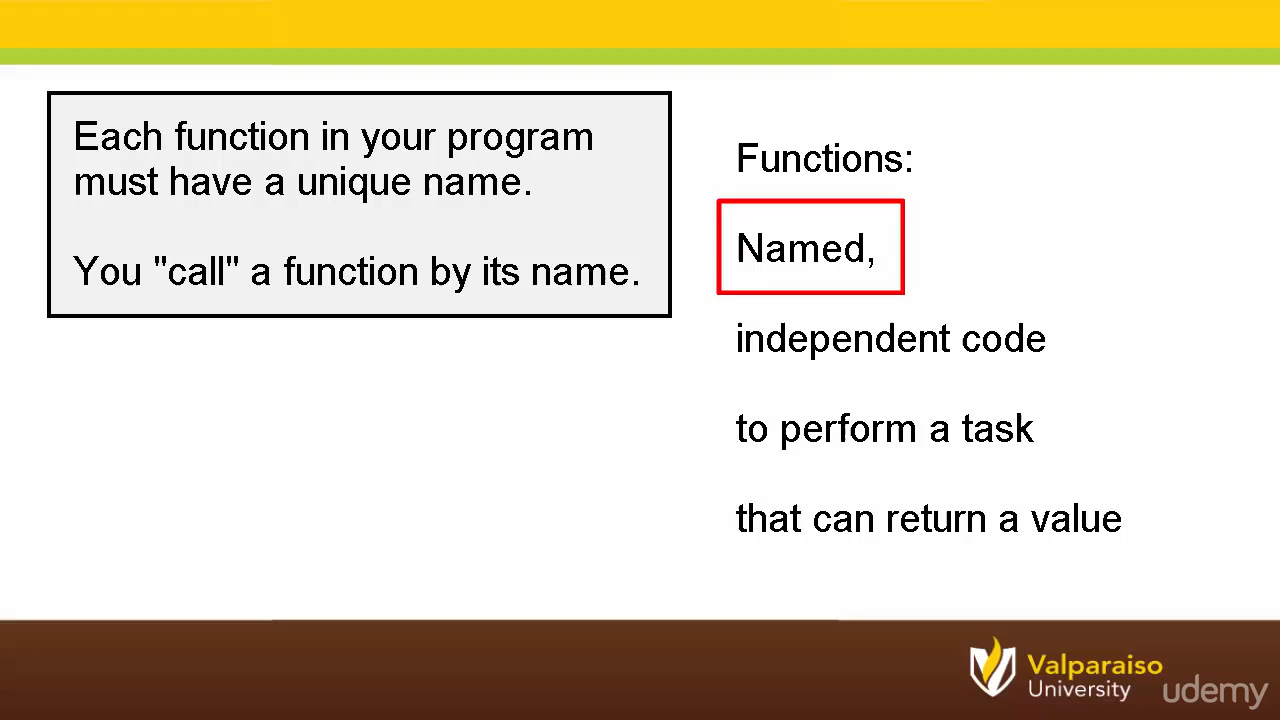 Each function in your program
must have a unique name.
You "call" a function by its name.
Functions:
Named,
independent code
to perform a task
that can return a value
Valparaiso
University
udemy